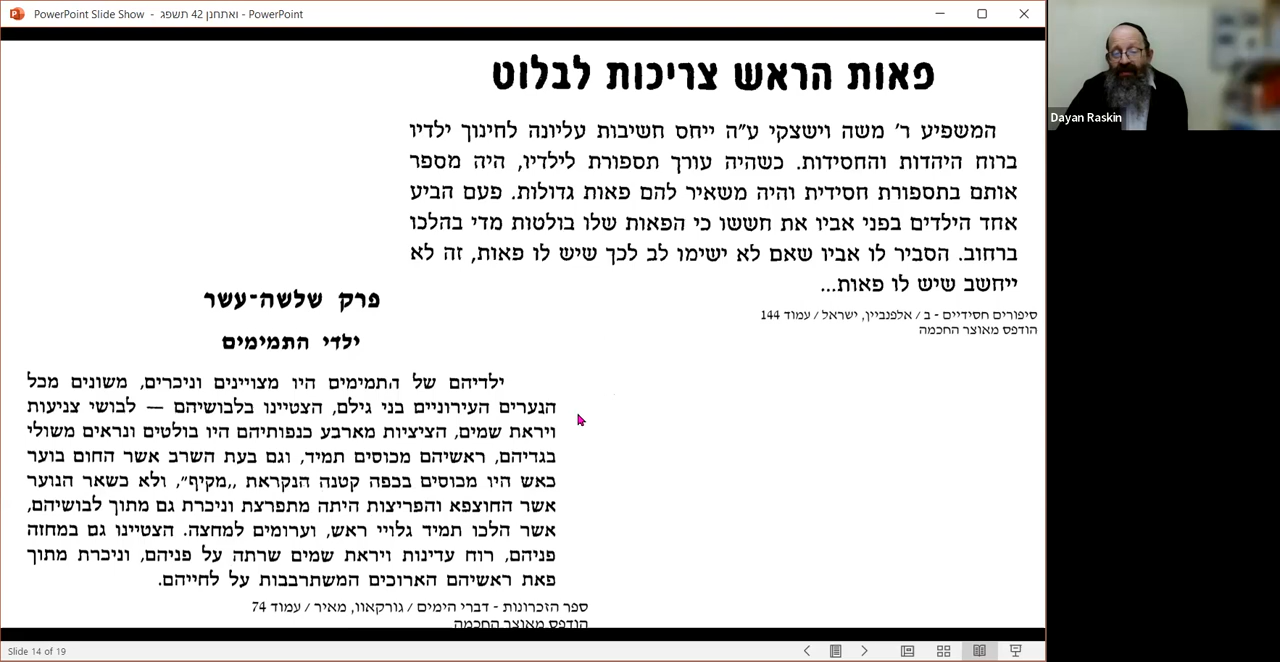 PowerPoint Slide Show - ואתחנן 42 תשפג - PowerPoint
פאות הראש צריכות לבלוט
המשפיע ר' משה וישצקי ע״ה ייחס חשיבות עליונה לחינוך ילדיו
ברוח היהדות והחסידות. כשהיה עורך תספורת לילדיו, היה מספר
אותם בתספורת חסידית והיה משאיר להם פאות גדולות. פעם הביע
אחד הילדים בפני אביו את חששו כי הפאות שלו בולטות מדי בהלכו
ברחוב. הסביר לו אביו שאם לא ישימו לב לכך שיש לו פאות, זה לא
ייחשב שיש לו פאות...
סיפורים חסידיים - ב / אלפנביין, ישראל / עמוד 144
הודפס מאוצר החכמה
פרק שלשה־עשר
ילדי התמימים
ילדיהם של התמימים היו מצויינים וניכרים, משונים מכל
הנערים העירוניים בני גילם, הצטיינו בלבושיהם — לבושי צניעות
ויראת שמים, הציציות מארבע כנפותיהם היו בולטים ונראים משולי
בגדיהם, ראשיהם מכוסים תמיד, וגם בעת השרב אשר החום בוער
כאש היו מכוסים בכפה קטנה הנקראת ,,מקיף״, ולא כשאר הנוער
אשר החוצפא והפריצות היתה מתפרצת וניכרת גם מתוך לבושיהם,
אשר הלכו תמיד גלויי ראש, וערומים למחצה. הצטיינו גם במחזה
פניהם, רוח עדינות ויראת שמים שרתה על פניהם, וניכרת מתוך
פאת ראשיהם הארוכים המשתרבבות על לחייהם.
ספר הזכרונות - דברי הימים / גורקאוו, מאיר / עמוד 74
הודפס מאוצר החכמה
Dayan Raskin
Slide 14 of 19